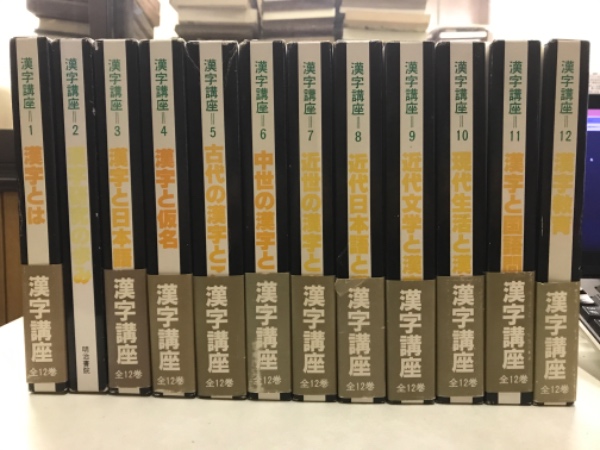 漢字講座=1
漢字とは
漢字講座
全12巻
漢字講座=2
明治書院
漢字講座=3
漢字と日本語
漢字講座
全12巻
漢字講座=4
漢字と仮名
漢字講座
全12巻
漢字講座=5
古代の漢字とこ
漢字講座
全12巻
漢字講座=6
中世の漢字と
漢字講座
全12巻
漢字講座=7
近世の漢字と
漢字講座
全12巻
漢字講座=8
近代日本語と
漢字講座
全12巻
漢字講座=9
近代文学と漢
漢字講座
全12巻
漢字講座=10
現代生活と漢
漢字講座
全12巻
漢字講座=11
漢字と国語
漢字講座
全12巻
漢字講座=12
漢字教育
漢字講座
全12巻